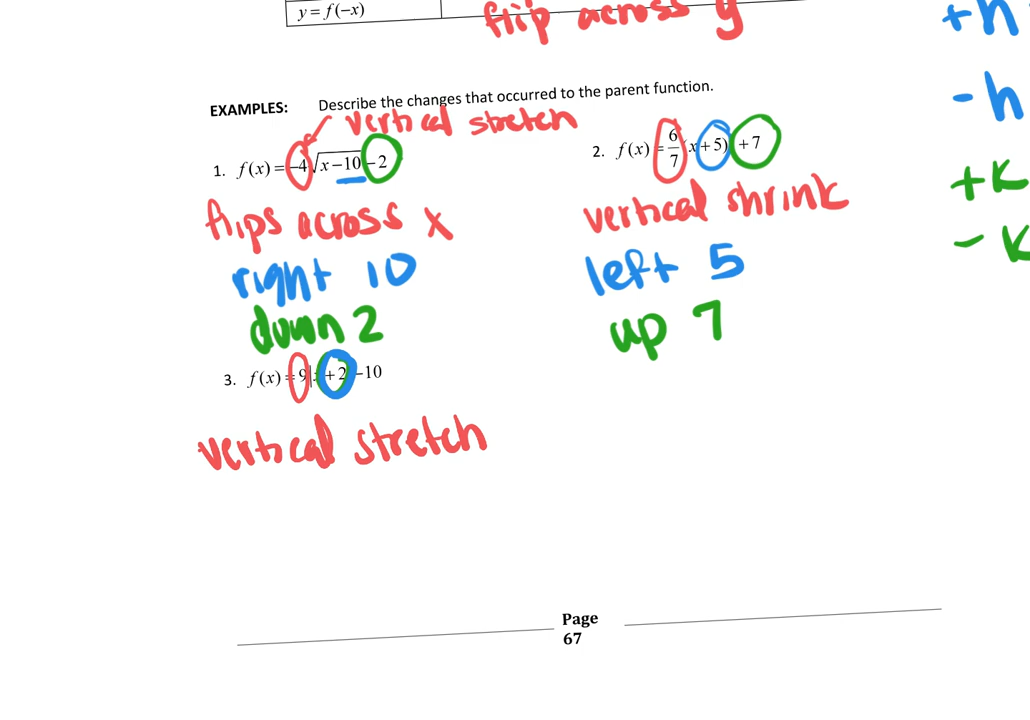 y = f(−x)
flip across y
+h
EXAMPLES: Describe the changes that occurred to the parent function.
- h
vertical stretch
1. f(x) = −4√x−10 −2
2. f(x) = 6/7(x+5) +7
+k
flips across x
vertical shrink
- k
right 10
left 5
down 2
up 7
3. f(x) = 9|x+2|−10
vertical stretch
Page
67